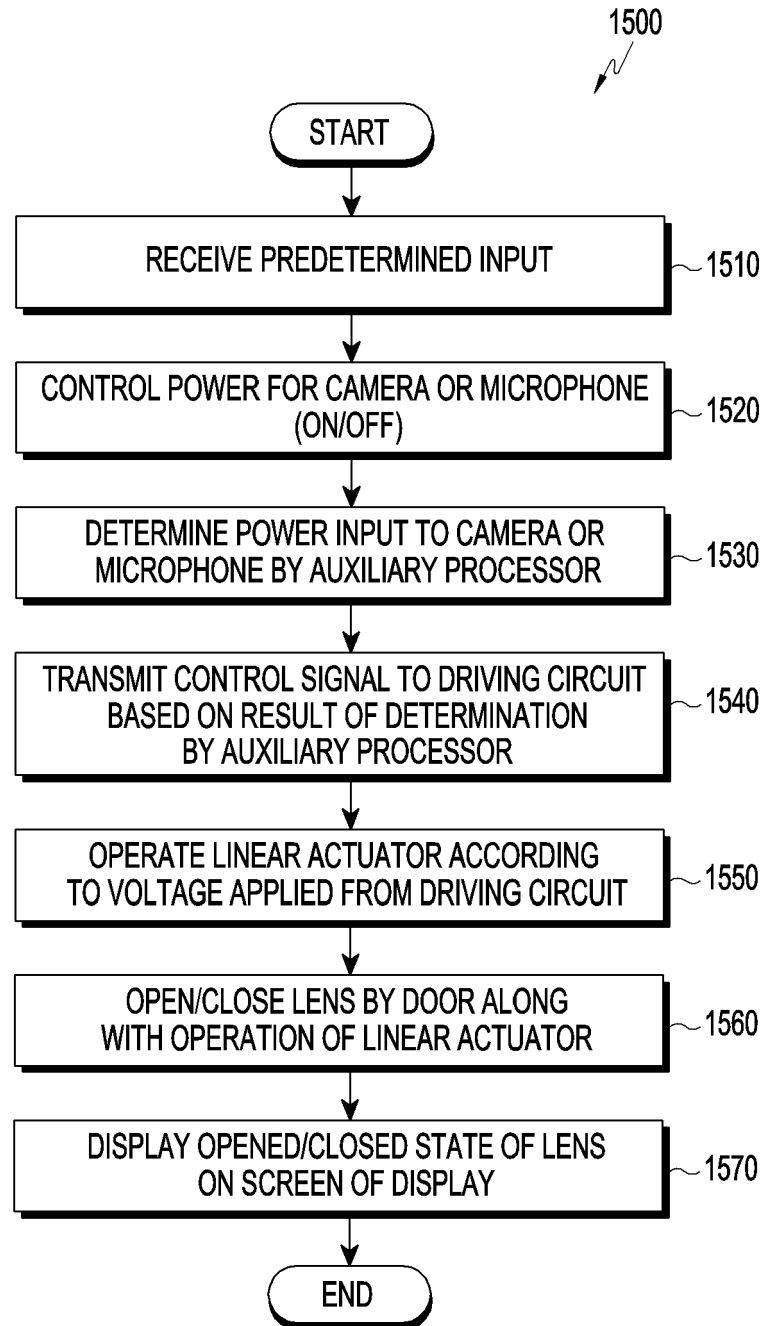 1500
START
RECEIVE PREDETERMINED INPUT
1510
CONTROL POWER FOR CAMERA OR MICROPHONE
(ON/OFF)
1520
DETERMINE POWER INPUT TO CAMERA OR
MICROPHONE BY AUXILIARY PROCESSOR
1530
TRANSMIT CONTROL SIGNAL TO DRIVING CIRCUIT
BASED ON RESULT OF DETERMINATION
BY AUXILIARY PROCESSOR
1540
OPERATE LINEAR ACTUATOR ACCORDING
TO VOLTAGE APPLIED FROM DRIVING CIRCUIT
1550
OPEN/CLOSE LENS BY DOOR ALONG
WITH OPERATION OF LINEAR ACTUATOR
1560
DISPLAY OPENED/CLOSED STATE OF LENS
ON SCREEN OF DISPLAY
1570
END